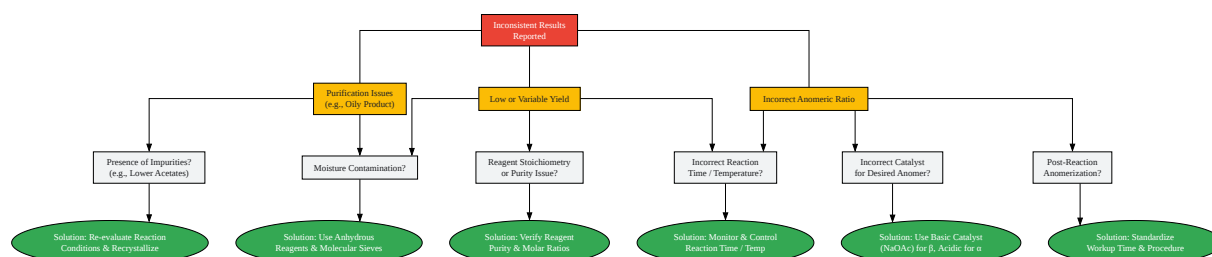 Inconsistent Results
Reported
Purification Issues
(e.g., Oily Product)
Low or Variable Yield
Incorrect Anomeric Ratio
Presence of Impurities?
(e.g., Lower Acetates)
Moisture Contamination?
Reagent Stoichiometry
or Purity Issue?
Incorrect Reaction
Time / Temperature?
Incorrect Catalyst
for Desired Anomer?
Post-Reaction
Anomerization?
Solution: Re-evaluate Reaction
Conditions & Recrystallize
Solution: Use Anhydrous
Reagents & Molecular Sieves
Solution: Verify Reagent
Purity & Molar Ratios
Solution: Monitor & Control
Reaction Time / Temp
Solution: Use Basic Catalyst
(NaOAc) for β, Acidic for α
Solution: Standardize
Workup Time & Procedure